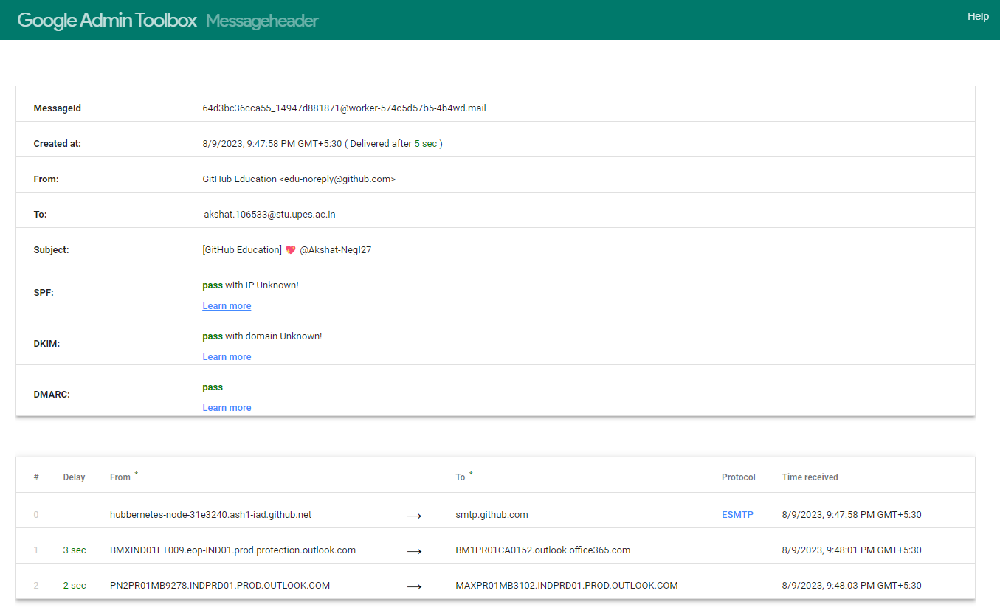 Google Admin Toolbox Messageheader
Help
MessageId 64d3bc36cca55_14947d881871@worker-574c5d57b5-4b4wd.mail
Created at: 8/9/2023, 9:47:58 PM GMT+5:30 ( Delivered after 5 sec )
From: GitHub Education <edu-noreply@github.com>
To: akshat.106533@stu.upes.ac.in
Subject: [GitHub Education] 💖 @Akshat-NegI27
SPF: pass with IP Unknown!
Learn more
DKIM: pass with domain Unknown!
Learn more
DMARC: pass
Learn more
# Delay From * To * Protocol Time received
0 hubbernetes-node-31e3240.ash1-iad.github.net → smtp.github.com ESMTP 8/9/2023, 9:47:58 PM GMT+5:30
1 3 sec BMXIND01FT009.eop-IND01.prod.protection.outlook.com → BM1PR01CA0152.outlook.office365.com 8/9/2023, 9:48:01 PM GMT+5:30
2 2 sec PN2PR01MB9278.INDPRD01.PROD.OUTLOOK.COM → MAXPR01MB3102.INDPRD01.PROD.OUTLOOK.COM 8/9/2023, 9:48:03 PM GMT+5:30